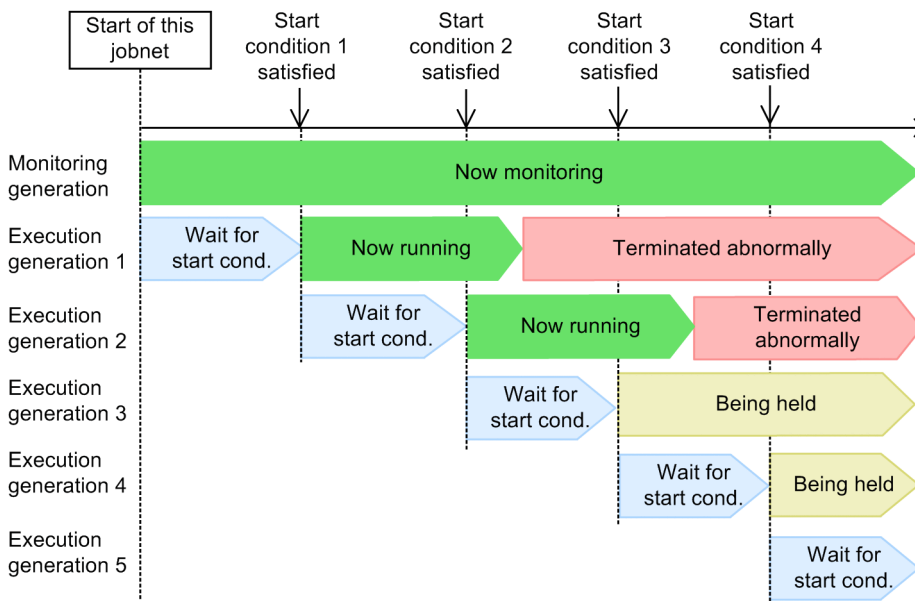 Start of this
jobnet
Start
condition 1
satisfied
Start
condition 2
satisfied
Start
condition 3
satisfied
Start
condition 4
satisfied
Monitoring
generation
Now monitoring
Execution
generation 1
Wait for
start cond.
Now running
Terminated abnormally
Execution
generation 2
Wait for
start cond.
Now running
Terminated
abnormally
Execution
generation 3
Wait for
start cond.
Being held
Execution
generation 4
Wait for
start cond.
Being held
Execution
generation 5
Wait for
start cond.